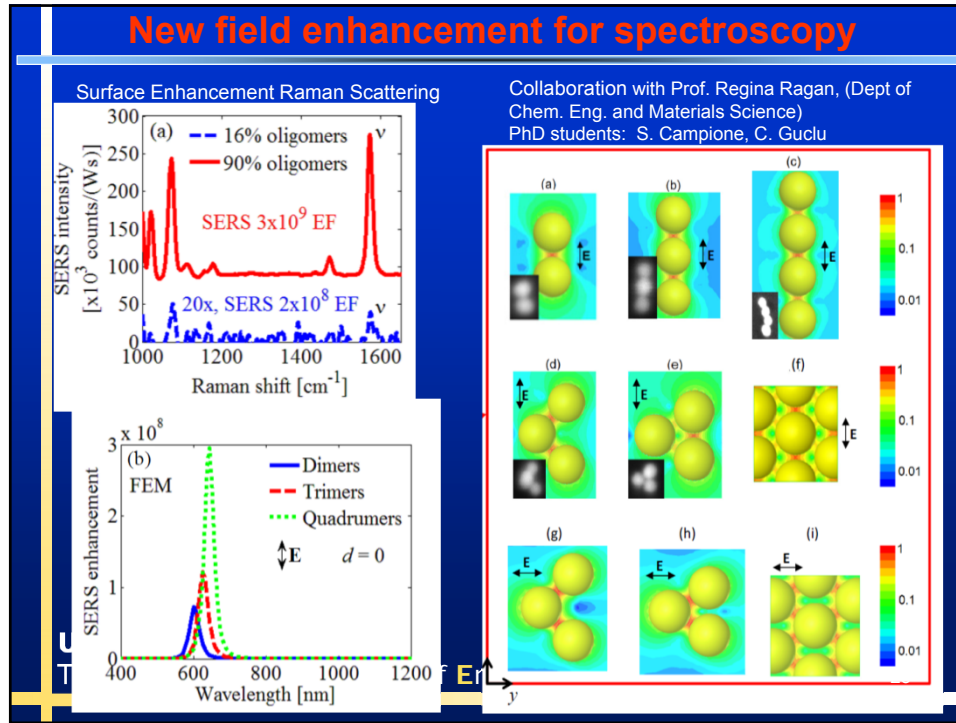 New field enhancement for spectroscopy
Surface Enhancement Raman Scattering
Collaboration with Prof. Regina Ragan, (Dept of
Chem. Eng. and Materials Science)
PhD students: S. Campione, C. Guclu
SERS intensity
[x10³ counts/(Ws)]
300
250
200
150
100
50
0
(a)
16% oligomers
90% oligomers
ν
SERS 3x10⁹ EF
20x, SERS 2x10⁸ EF
ν
1000
1200
1400
1600
Raman shift [cm⁻¹]
x 10⁸
SERS enhancement
3
2
1
0
(b)
FEM
Dimers
Trimers
Quadrumers
E
d = 0
400
600
800
1000
1200
Wavelength [nm]
(a)
E
(b)
E
(c)
E
1
0.1
0.01
(d)
E
(e)
E
(f)
E
1
0.1
0.01
(g)
E
(h)
E
(i)
E
1
0.1
0.01
y
U
T
f Er